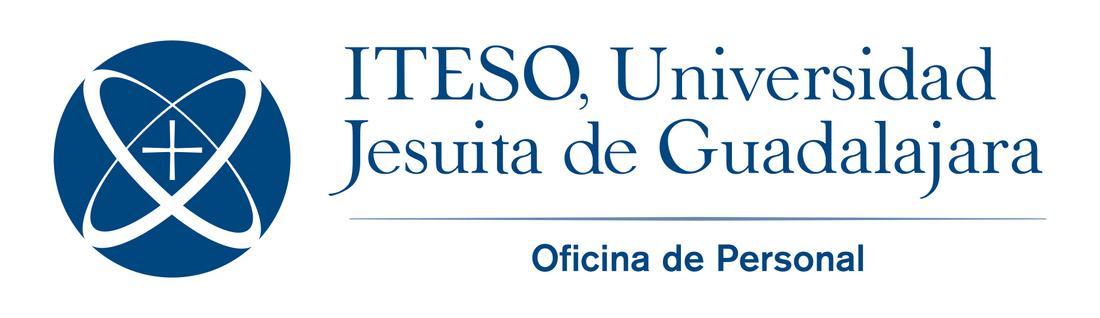 ITESO, Universidad
Jesuita de Guadalajara
Oficina de Personal